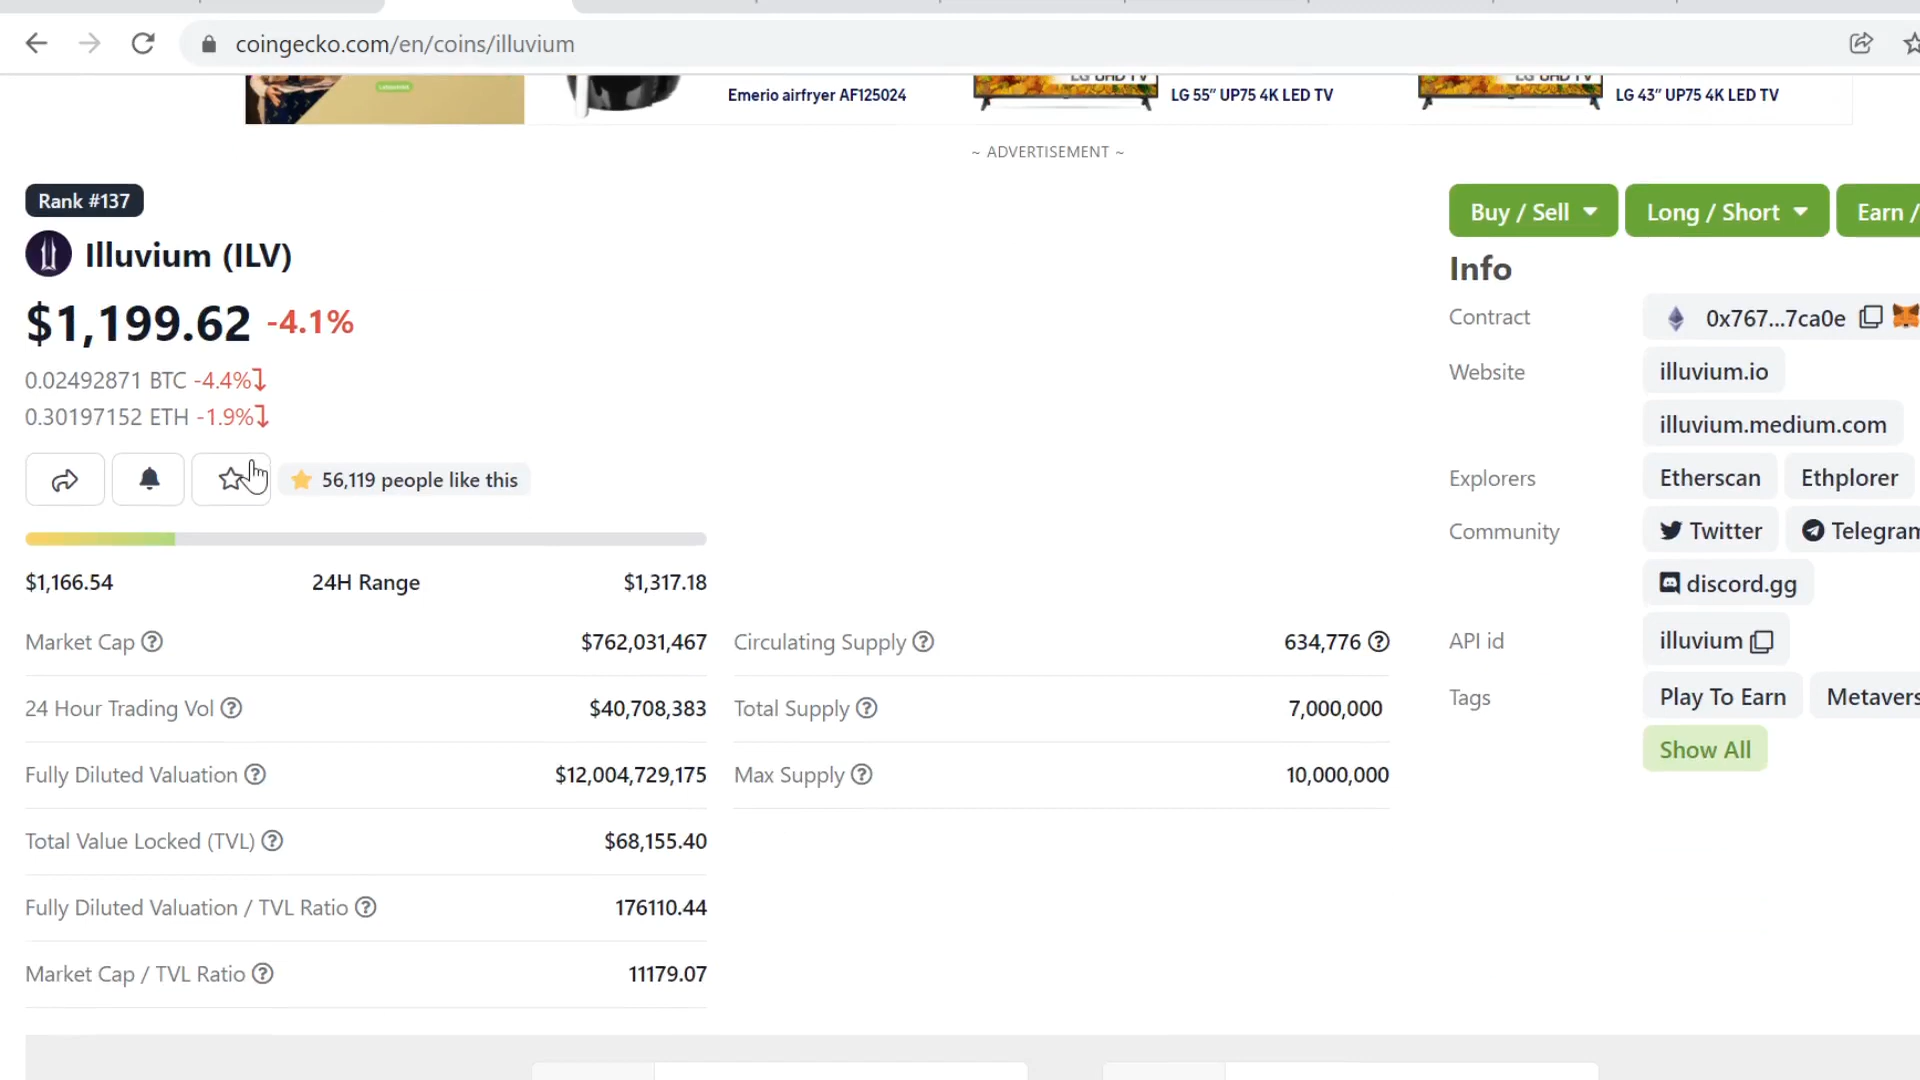 coingecko.com/en/coins/illuvium
Emerio airfryer AF125024
LG 55" UP75 4K LED TV
LG 43" UP75 4K LED TV
~ ADVERTISEMENT ~
Rank #137
Illuvium (ILV)
$1,199.62 -4.1%
0.02492871 BTC -4.4%
0.30197152 ETH -1.9%
56,119 people like this
$1,166.54 24H Range $1,317.18
Market Cap $762,031,467
24 Hour Trading Vol $40,708,383
Fully Diluted Valuation $12,004,729,175
Total Value Locked (TVL) $68,155.40
Fully Diluted Valuation / TVL Ratio 176110.44
Market Cap / TVL Ratio 11179.07
Circulating Supply 634,776
Total Supply 7,000,000
Max Supply 10,000,000
Buy / Sell Long / Short Earn /
Info
Contract 0x767...7ca0e
Website illuvium.io
illuvium.medium.com
Explorers Etherscan Ethplorer
Community Twitter Telegram
discord.gg
API id illuvium
Tags Play To Earn Metavers
Show All